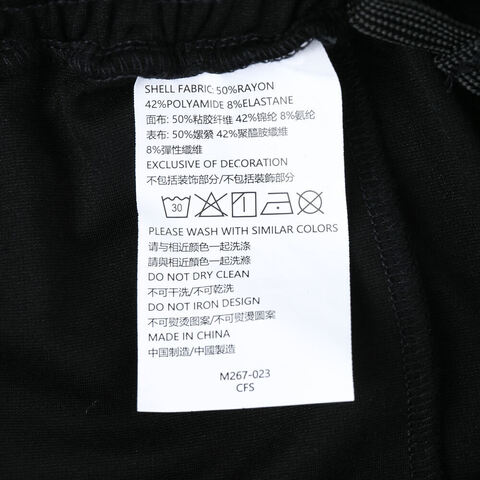 SHELL FABRIC: 50%RAYON
42%POLYAMIDE 8%ELASTANE
面布: 50%粘胶纤维 42%锦纶 8%氨纶
表布: 50%嫘縈 42%聚醯胺纖維
8%彈性纖維
EXCLUSIVE OF DECORATION
不包括装饰部分/不包括裝飾部分
30
PLEASE WASH WITH SIMILAR COLORS
请与相近颜色一起洗涤
請與相近顏色一起洗滌
DO NOT DRY CLEAN
不可干洗/不可乾洗
DO NOT IRON DESIGN
不可熨烫图案/不可熨燙圖案
MADE IN CHINA
中国制造/中國製造
M267-023
CFS